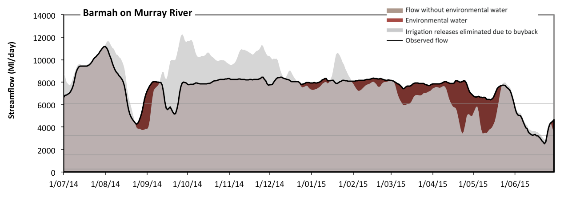 Barmah on Murray River
Flow without environmental water
Environmental water
Irrigation releases eliminated due to buyback
Observed flow
Streamflow (Ml/day)
14000
12000
10000
8000
6000
4000
2000
0
1/07/14 1/08/14 1/09/14 1/10/14 1/11/14 1/12/14 1/01/15 1/02/15 1/03/15 1/04/15 1/05/15 1/06/15